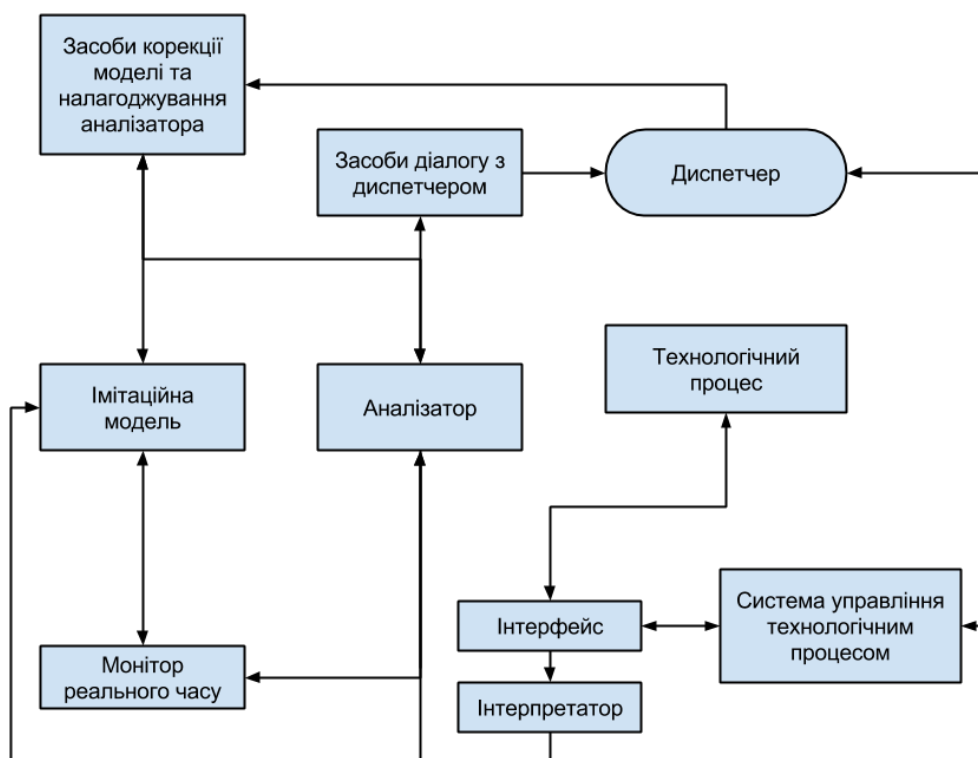 Засоби корекції
моделі та
налагоджування
аналізатора
Засоби діалогу з
диспетчером
Диспетчер
Імітаційна
модель
Аналізатор
Технологічний
процес
Монітор
реального часу
Інтерфейс
Інтерпретатор
Система управління
технологічним
процесом